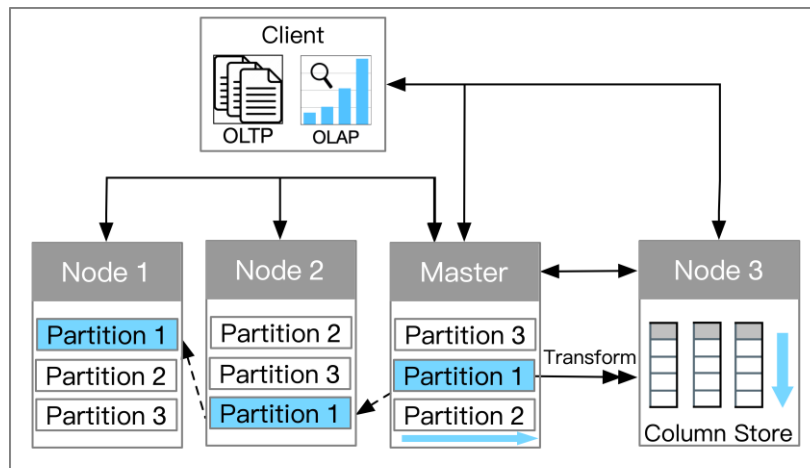 Client
OLTP
OLAP
Node 1
Partition 1
Partition 2
Partition 3
Node 2
Partition 2
Partition 3
Partition 1
Master
Partition 3
Partition 1
Partition 2
Transform
Node 3
Column Store